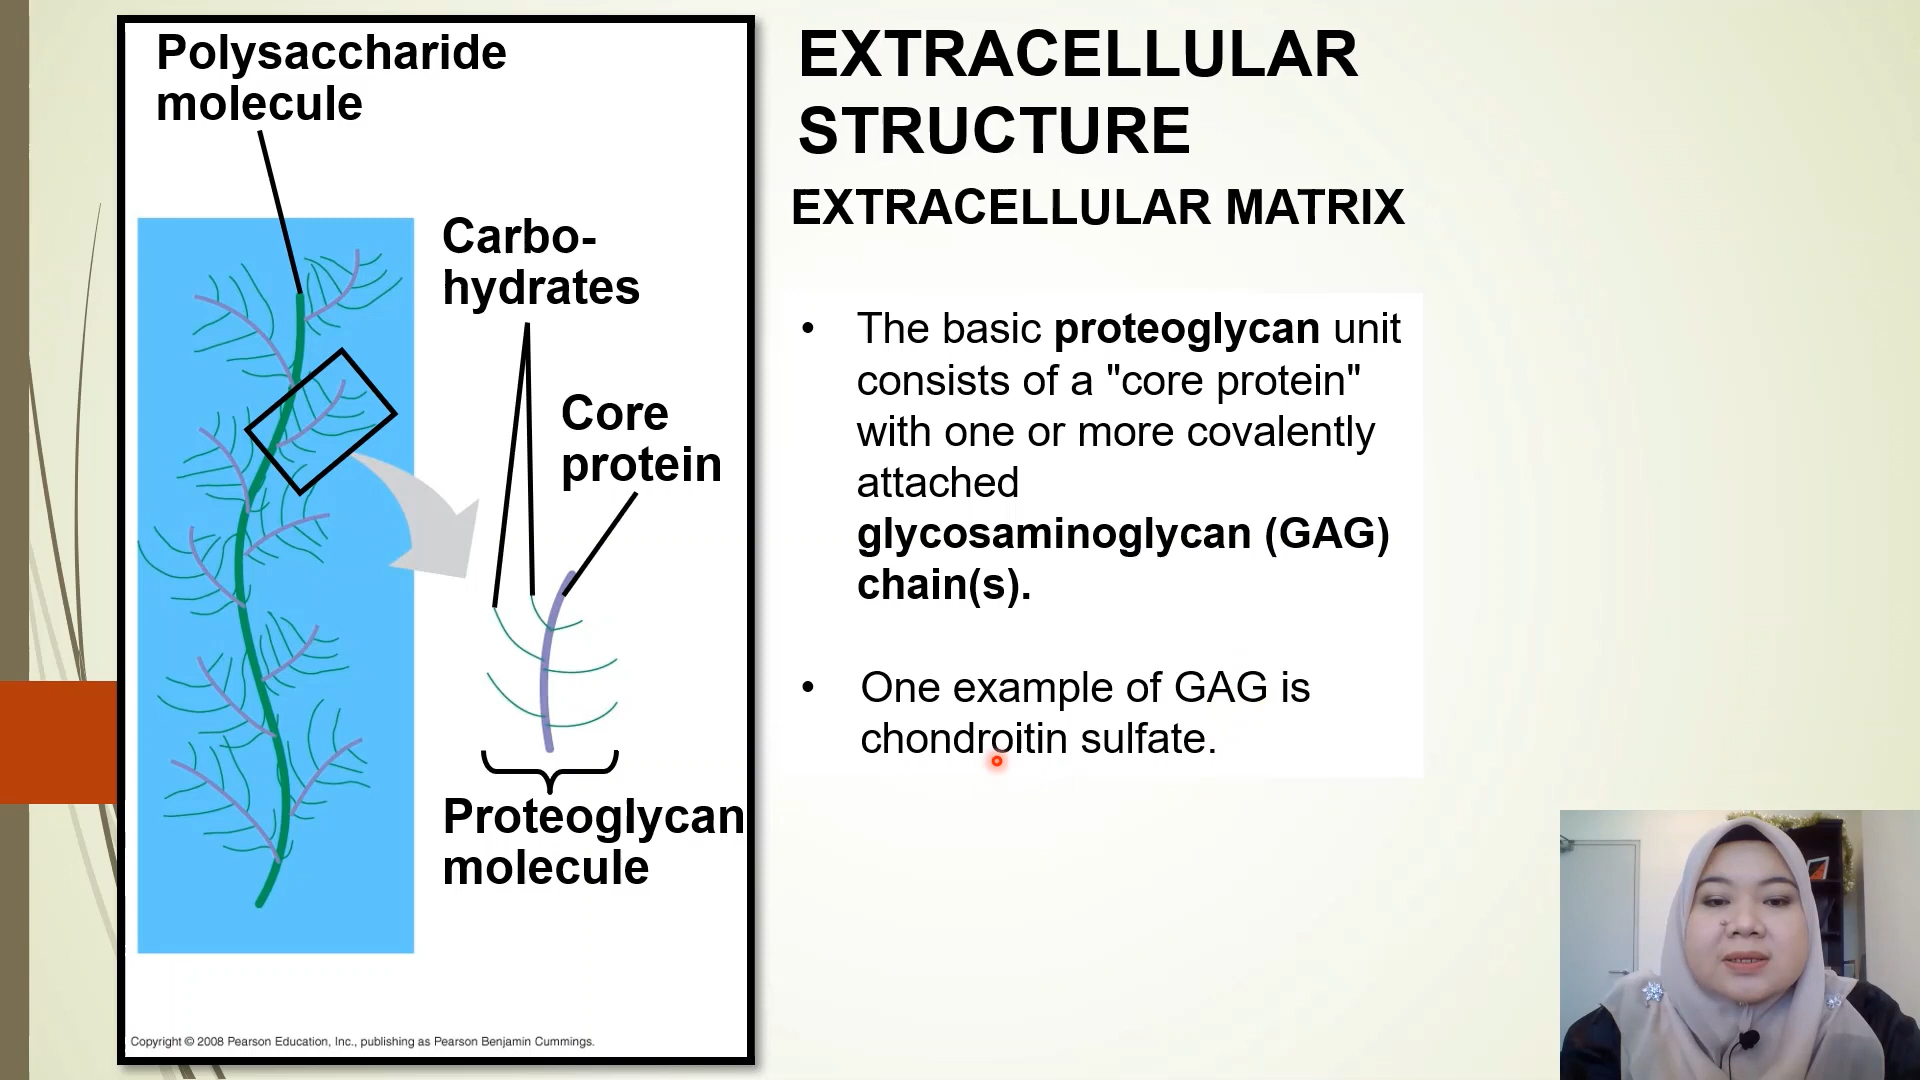 Polysaccharide
molecule
Carbo-
hydrates
Core
protein
Proteoglycan
molecule
Copyright © 2008 Pearson Education, Inc., publishing as Pearson Benjamin Cummings.
EXTRACELLULAR
STRUCTURE
EXTRACELLULAR MATRIX
• The basic proteoglycan unit
consists of a "core protein"
with one or more covalently
attached
glycosaminoglycan (GAG)
chain(s).
• One example of GAG is
chondroitin sulfate.